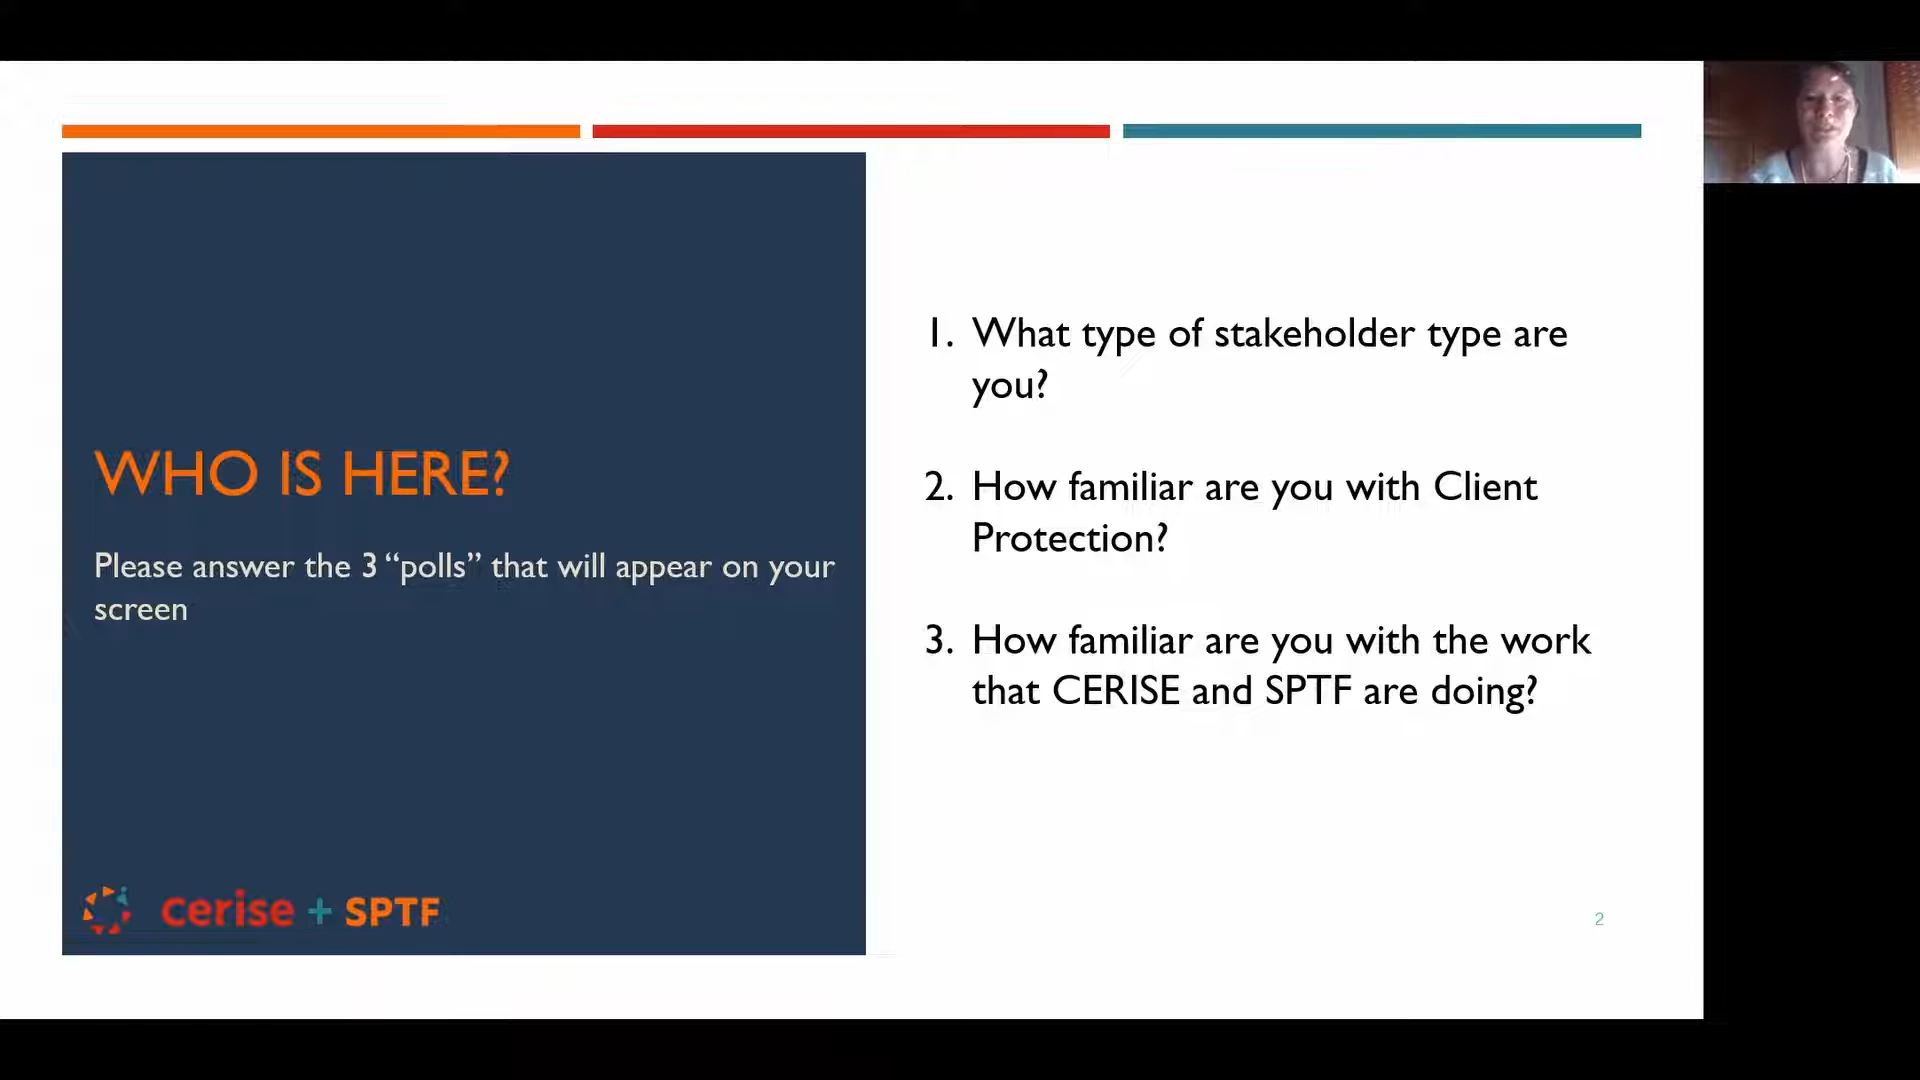 WHO IS HERE?
Please answer the 3 “polls” that will appear on your
screen
cerise + SPTF
1. What type of stakeholder type are
you?
2. How familiar are you with Client
Protection?
3. How familiar are you with the work
that CERISE and SPTF are doing?
2